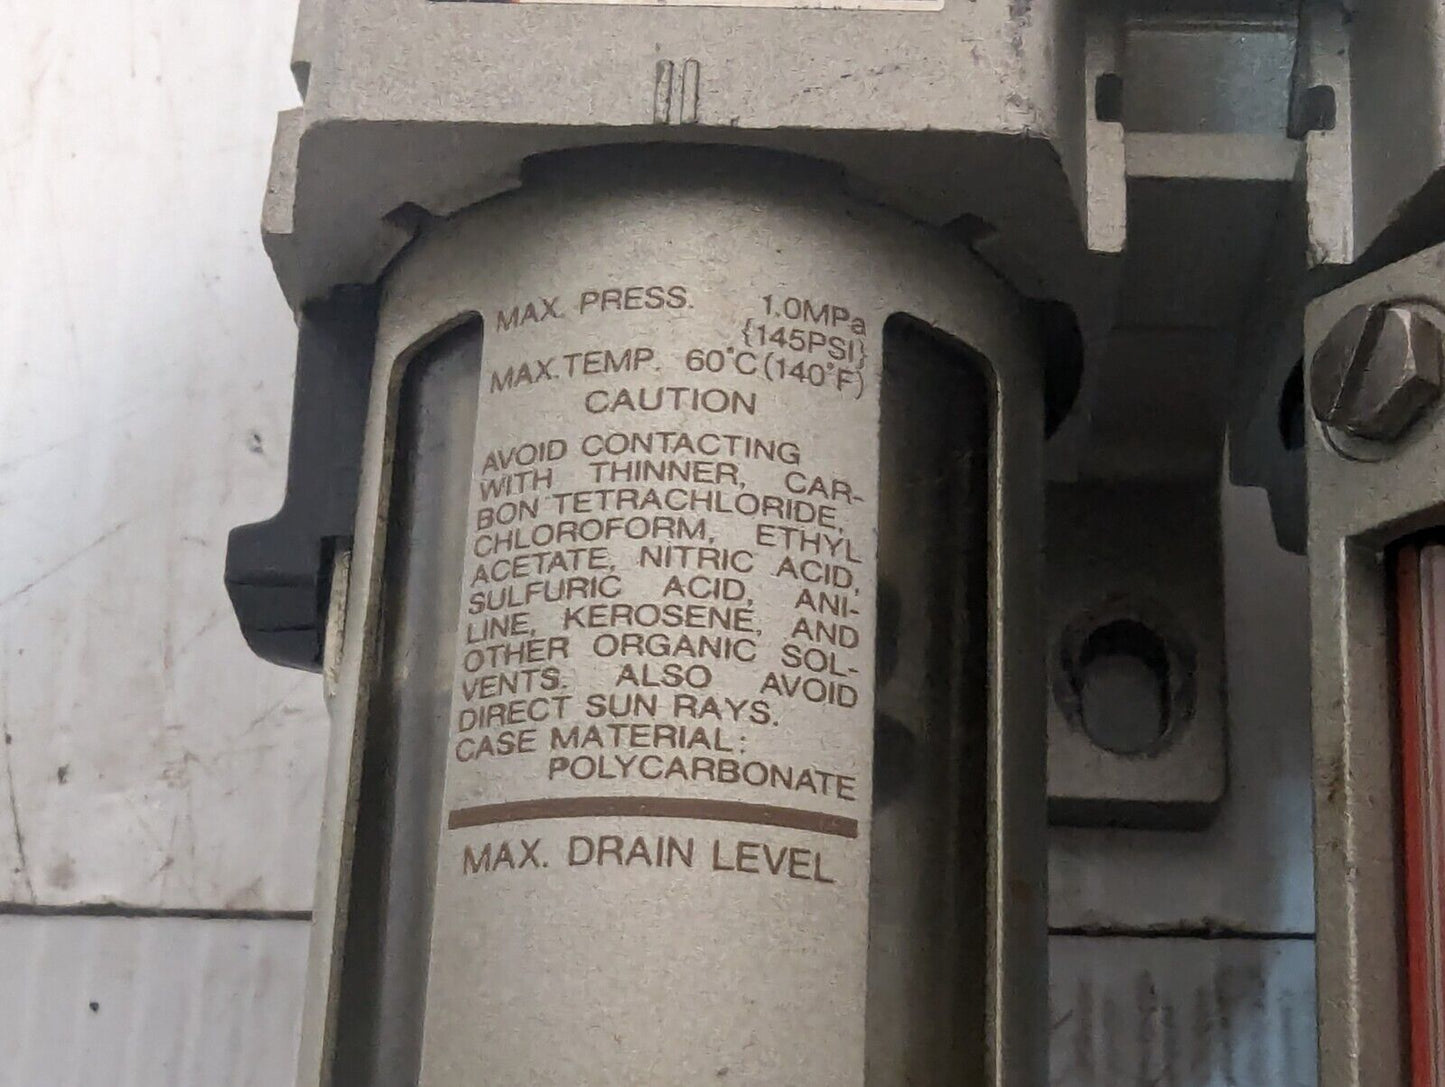 MAX. PRESS. 1.0MPa
{145PSI}
MAX. TEMP. 60°C (140°F)
CAUTION
AVOID CONTACTING
WITH THINNER, CAR-
BON TETRACHLORIDE,
CHLOROFORM, ETHYL
ACETATE, NITRIC ACID,
SULFURIC ACID, ANI-
LINE, KEROSENE, AND
OTHER ORGANIC SOL-
VENTS. ALSO AVOID
DIRECT SUN RAYS.
CASE MATERIAL:
POLYCARBONATE
MAX. DRAIN LEVEL